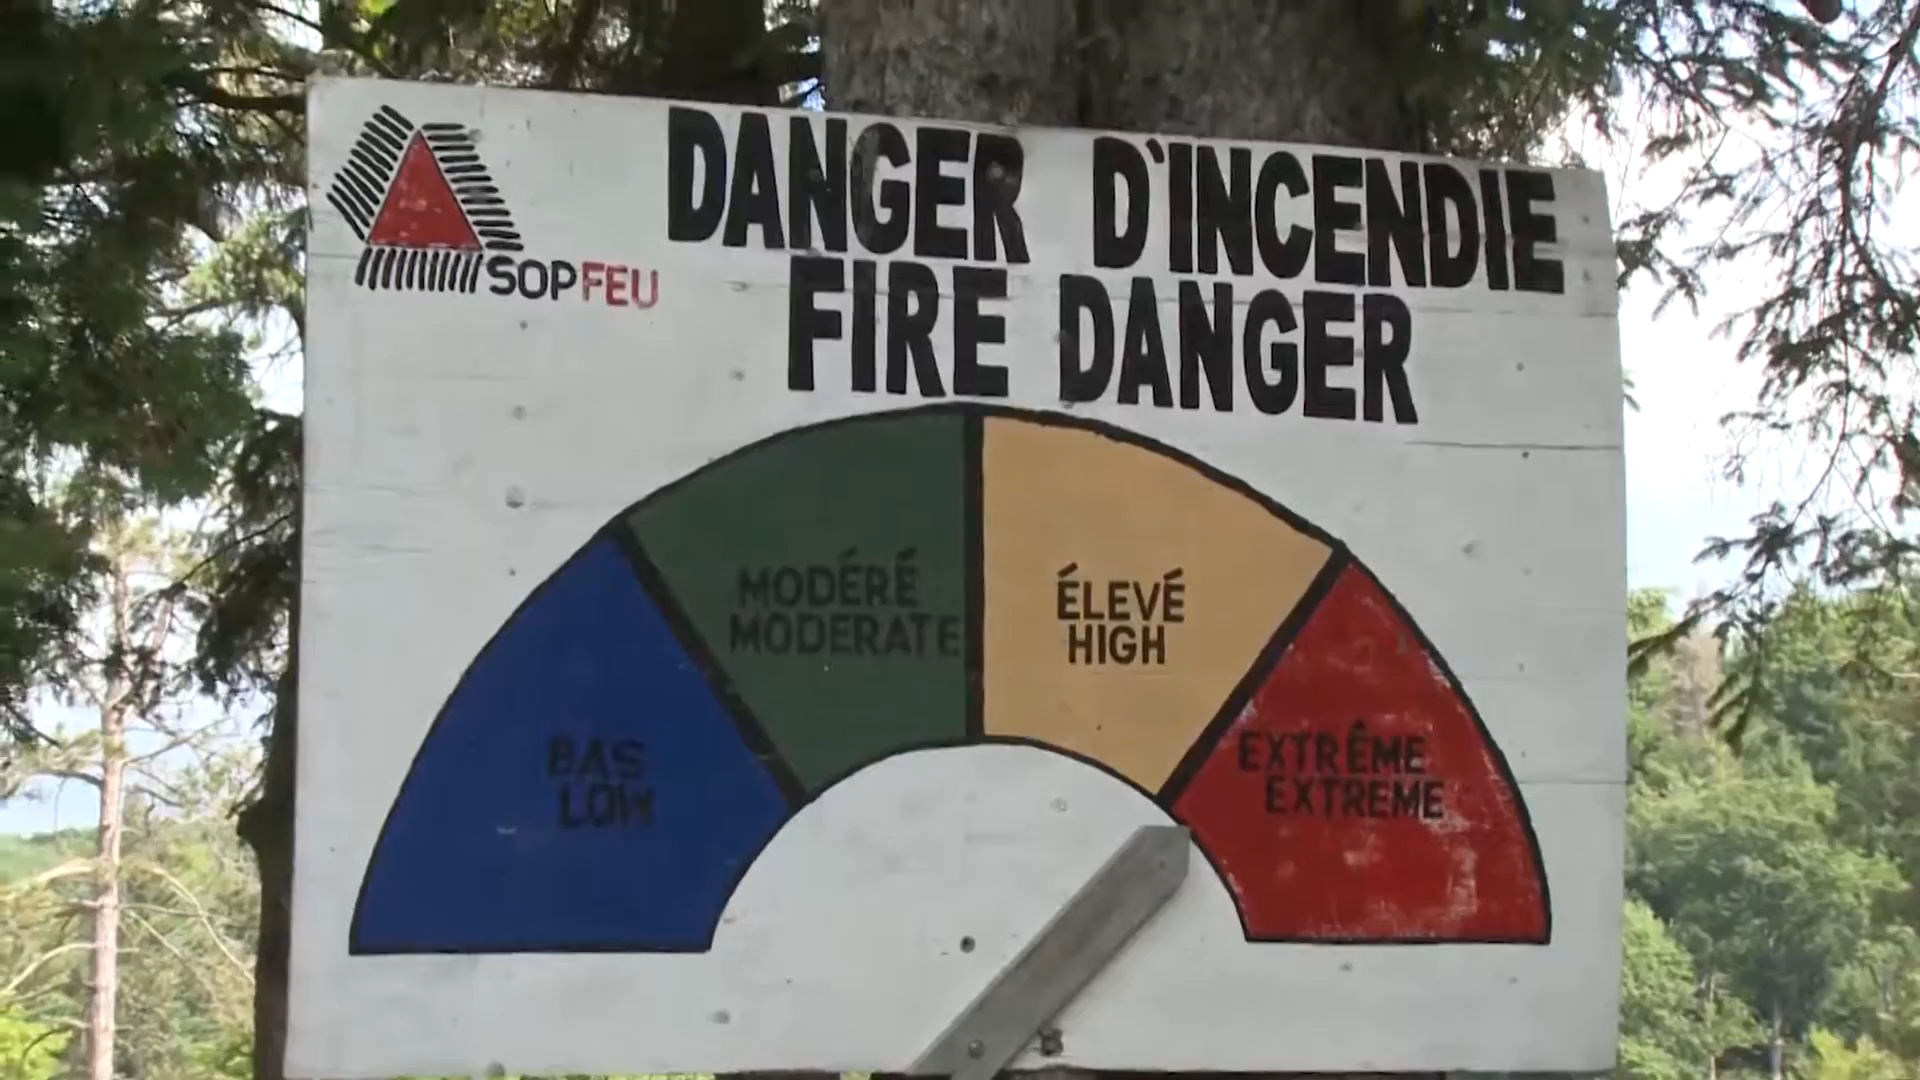 SOPFEU
DANGER D'INCENDIE
FIRE DANGER
MODÉRÉ
MODERATE
ÉLEVÉ
HIGH
BAS
LOW
EXTRÊME
EXTREME